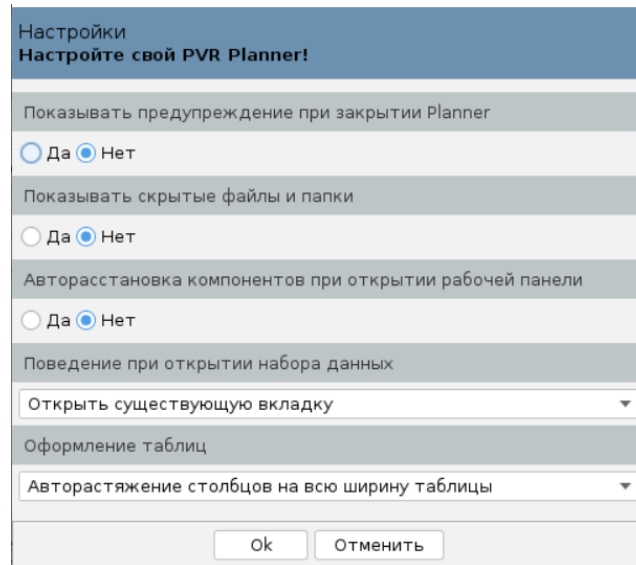 Настройки
Настройте свой PVR Planner!
Показывать предупреждение при закрытии Planner
Да Нет
Показывать скрытые файлы и папки
Да Нет
Авторасстановка компонентов при открытии рабочей панели
Да Нет
Поведение при открытии набора данных
Открыть существующую вкладку
Оформление таблиц
Авторастяжение столбцов на всю ширину таблицы
Ok Отменить